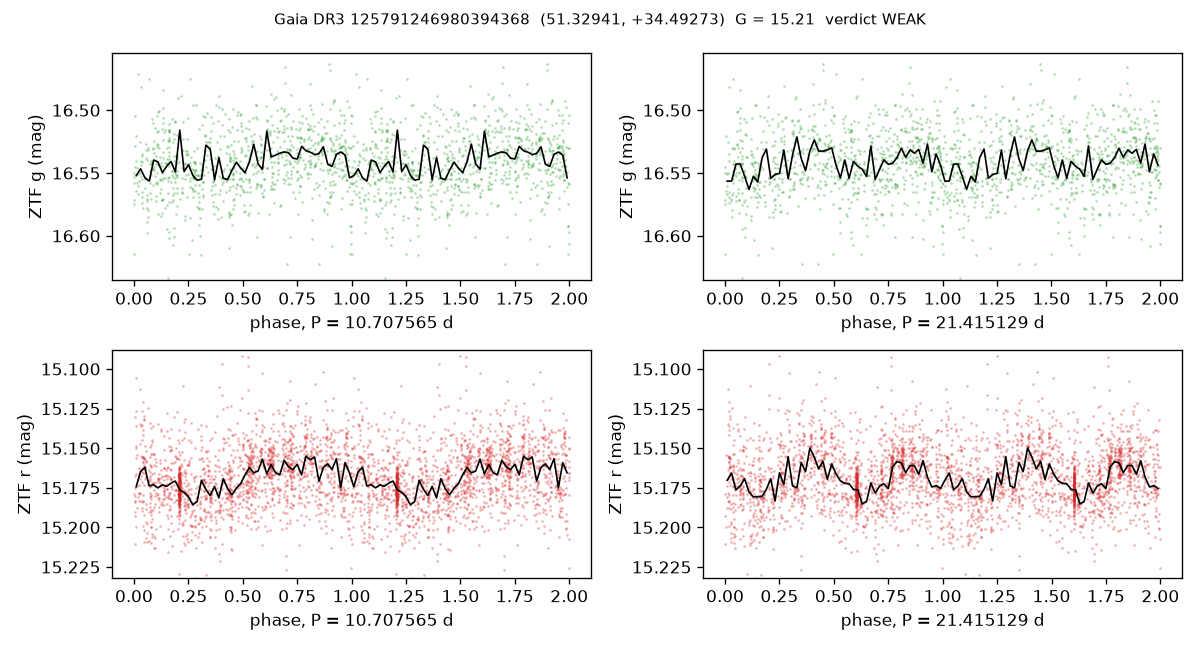 Gaia DR3 125791246980394368  (51.32941, +34.49273)  G = 15.21  verdict WEAK
ZTF g (mag)
16.50
16.55
16.60
0.00 0.25 0.50 0.75 1.00 1.25 1.50 1.75 2.00
phase, P = 10.707565 d
ZTF g (mag)
16.50
16.55
16.60
0.00 0.25 0.50 0.75 1.00 1.25 1.50 1.75 2.00
phase, P = 21.415129 d
ZTF r (mag)
15.100
15.125
15.150
15.175
15.200
15.225
0.00 0.25 0.50 0.75 1.00 1.25 1.50 1.75 2.00
phase, P = 10.707565 d
ZTF r (mag)
15.100
15.125
15.150
15.175
15.200
15.225
0.00 0.25 0.50 0.75 1.00 1.25 1.50 1.75 2.00
phase, P = 21.415129 d